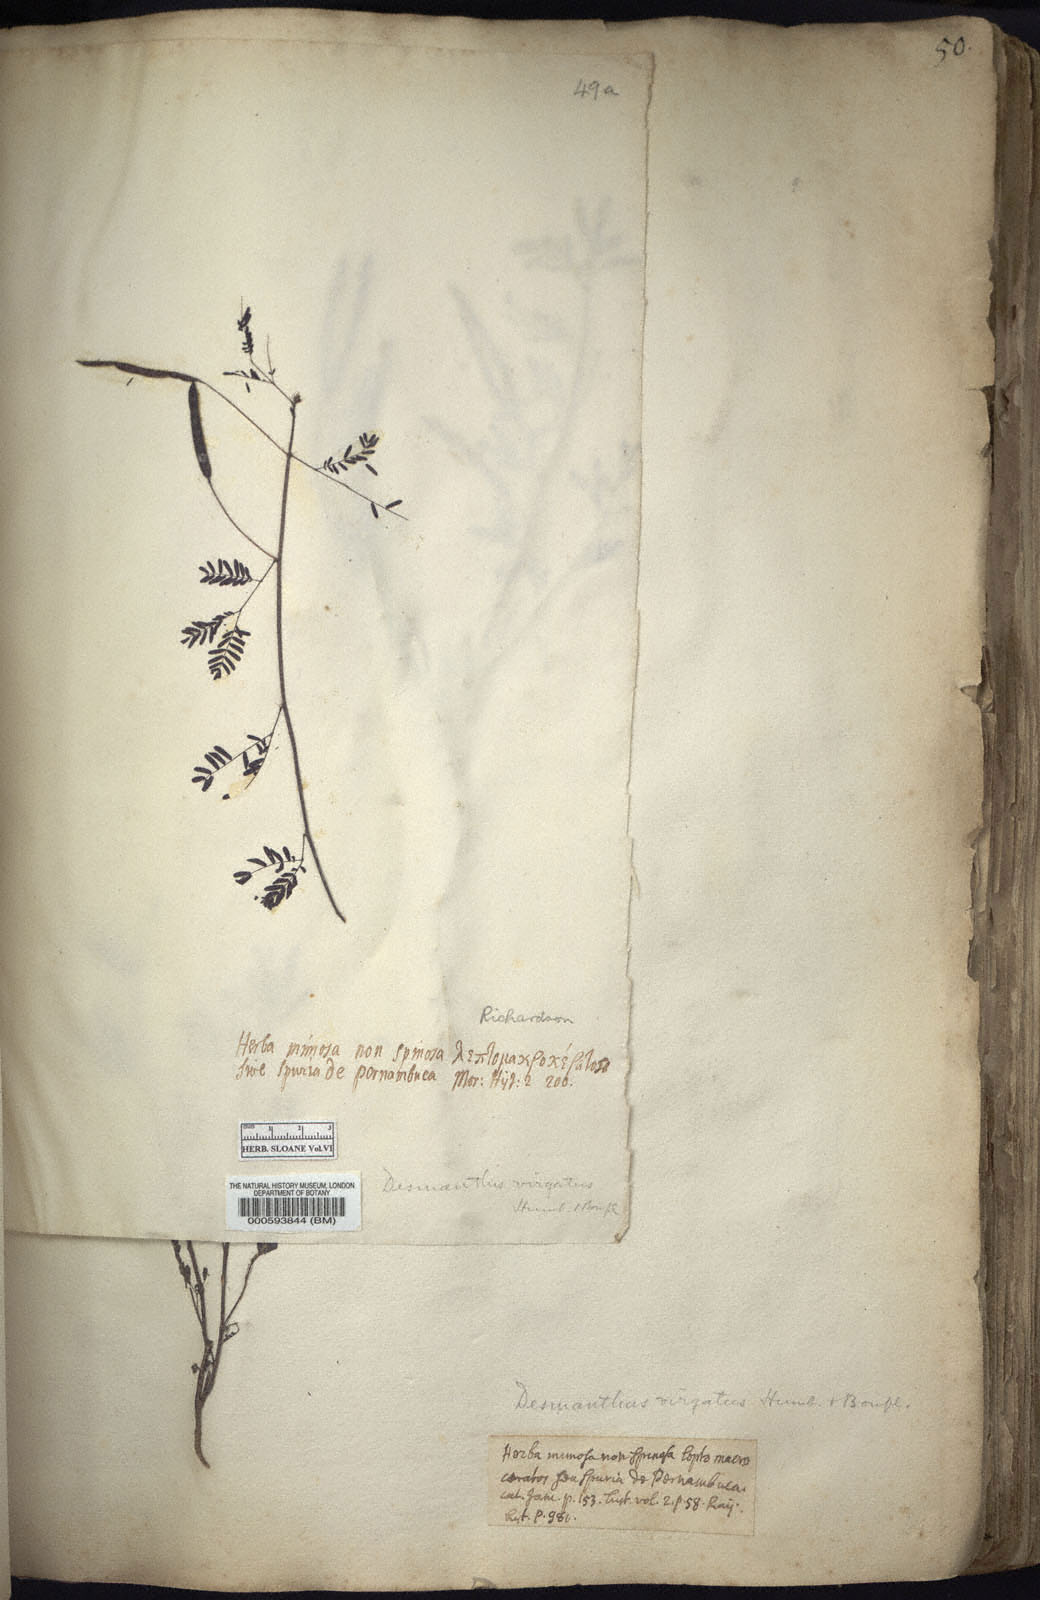 50.
49a
Richardson
Herba mimosa non spinosa λεπτομακροκέρατος
sive spuria de pernambuca Mor: Hist: 2 200.
HERB. SLOANE Vol.VI
THE NATURAL HISTORY MUSEUM, LONDON
DEPARTMENT OF BOTANY
000593844 (BM)
Desmanthus virgatus
Humb. & Bonpl.
Desmanthus virgatus Humb. & Bonpl.
Herba mimosa non spinosa lepto macro
ceratos seu spuria de Pernambuca.
cat. Jam. p. 153. hist. vol. 2. p 58. Raij.
hist. p. 981.